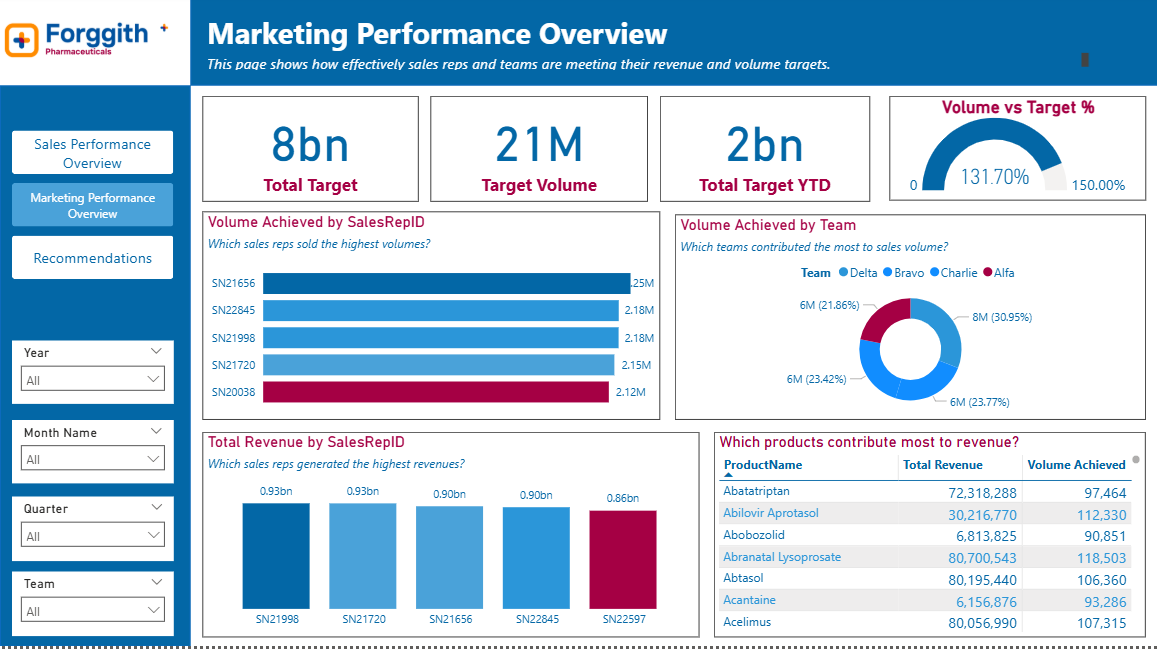 Forggith
Pharmaceuticals
Marketing Performance Overview
This page shows how effectively sales reps and teams are meeting their revenue and volume targets.
Sales Performance
Overview
Marketing Performance
Overview
Recommendations
Year
All
Month Name
All
Quarter
All
Team
All
8bn
Total Target
21M
Target Volume
2bn
Total Target YTD
Volume vs Target %
0
131.70%
150.00%
Volume Achieved by SalesRepID
Which sales reps sold the highest volumes?
SN21656 .25M
SN22845 2.18M
SN21998 2.18M
SN21720 2.15M
SN20038 2.12M
Volume Achieved by Team
Which teams contributed the most to sales volume?
Team Delta Bravo Charlie Alfa
6M (21.86%)
8M (30.95%)
6M (23.42%)
6M (23.77%)
Total Revenue by SalesRepID
Which sales reps generated the highest revenues?
0.93bn 0.93bn 0.90bn 0.90bn 0.86bn
SN21998 SN21720 SN21656 SN22845 SN22597
Which products contribute most to revenue?
ProductName Total Revenue Volume Achieved
Abatatriptan 72,318,288 97,464
Abilovir Aprotasol 30,216,770 112,330
Abobozolid 6,813,825 90,851
Abranatal Lysoprosate 80,700,543 118,503
Abtasol 80,195,440 106,360
Acantaine 6,156,876 93,286
Acelimus 80,056,990 107,315